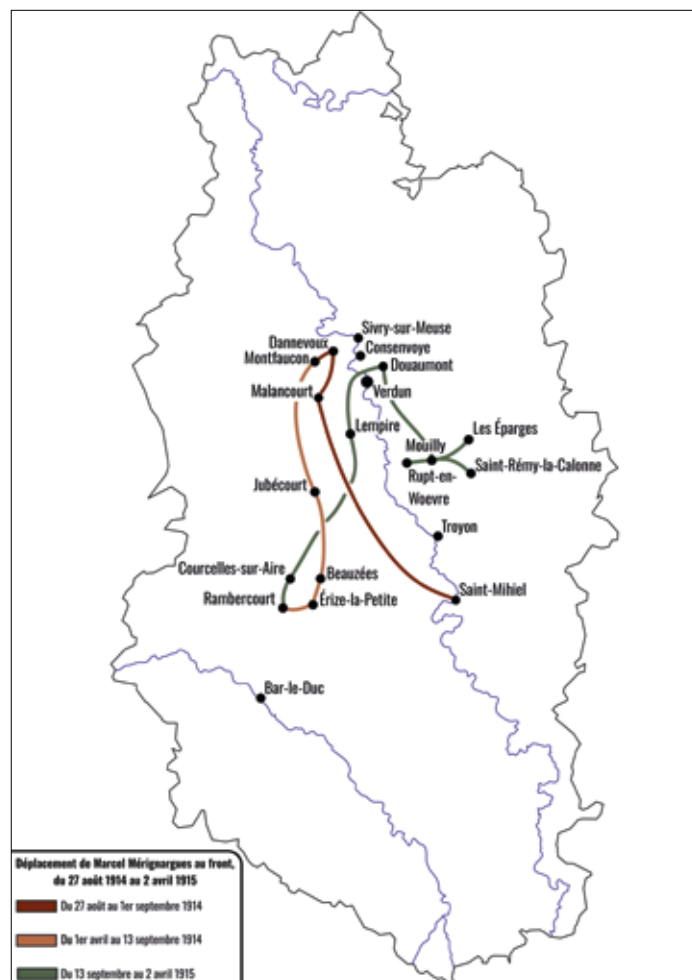 Sivry-sur-Meuse
Dannevoux
Consenvoye
Montfaucon
Douaumont
Malancourt
Verdun
Lempire
Les Éparges
Mouilly
Saint-Rémy-la-Calonne
Rupt-en-
Woevre
Jubécourt
Troyon
Courcelles-sur-Aire
Beauzées
Saint-Mihiel
Rambercourt
Érize-la-Petite
Bar-le-Duc
Déplacement de Marcel Mérignargues au front,
du 27 août 1914 au 2 avril 1915
Du 27 août au 1er septembre 1914
Du 1er avril au 13 septembre 1914
Du 13 septembre au 2 avril 1915